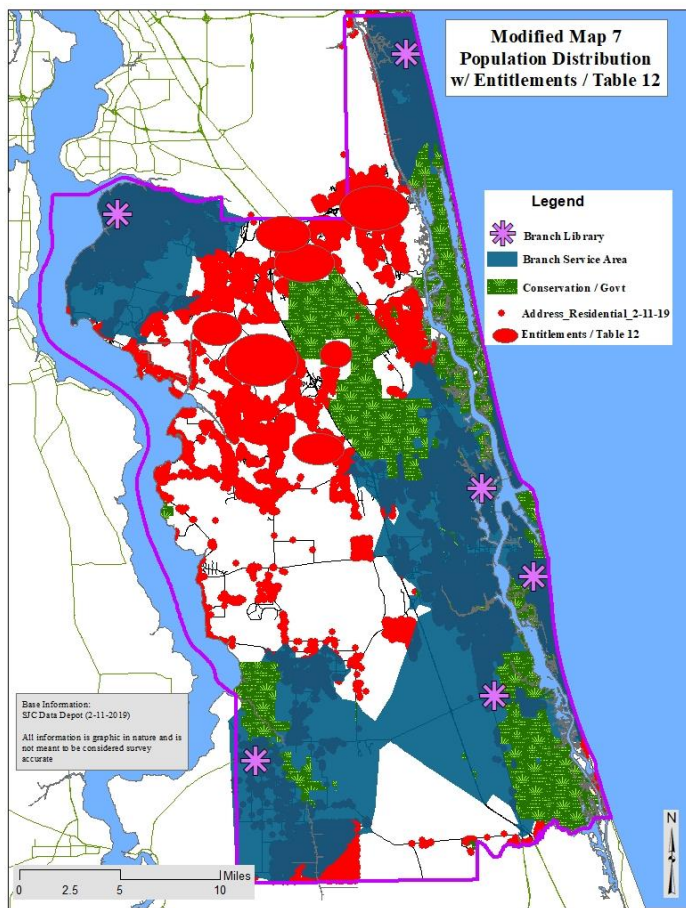 Modified Map 7
Population Distribution
w/ Entitlements / Table 12
Legend
Branch Library
Branch Service Area
Conservation / Govt
Address_Residential_2-11-19
Entitlements / Table 12
Base Information:
SJC Data Depot (2-11-2019)
All information is graphic in nature and is
not meant to be considered survey
accurate
N
Miles
0 2.5 5 10